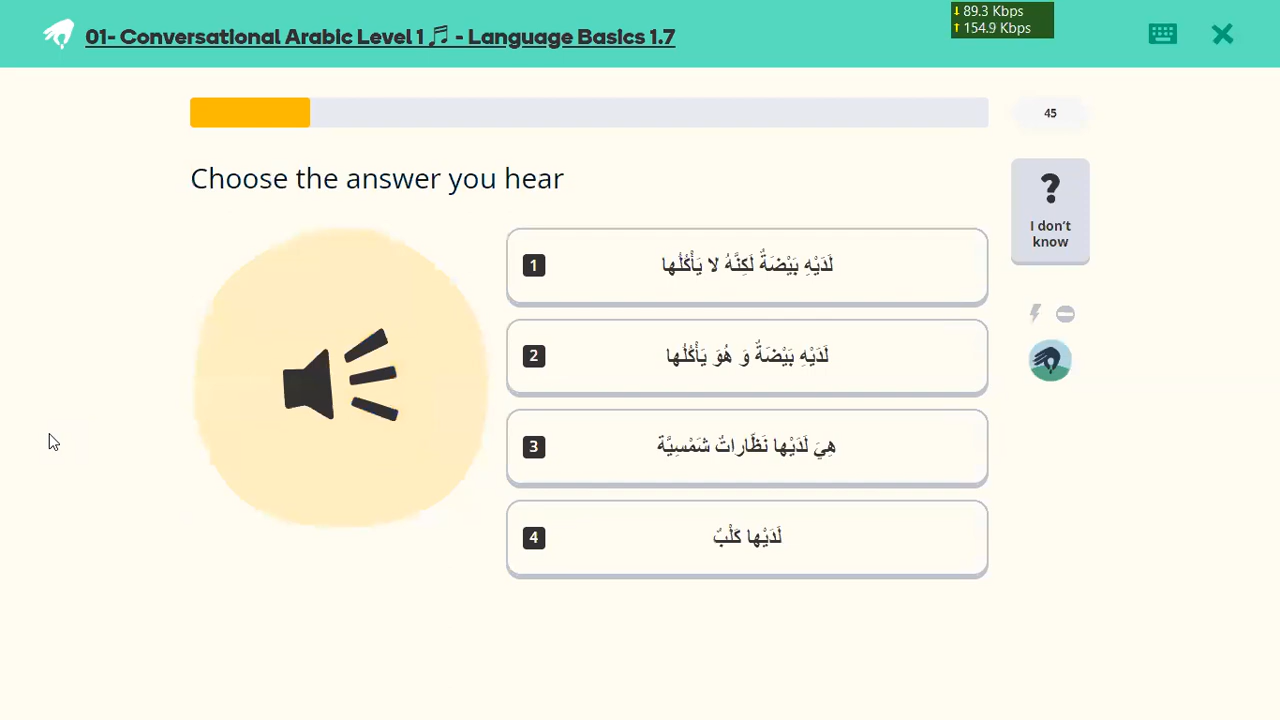 01- Conversational Arabic Level 1 🎵 - Language Basics 1.7
↓ 89.3 Kbps
↑ 154.9 Kbps
45
Choose the answer you hear
?
I don't
know
1 لَدَيْهِ بَيْضَةٌ لَكِنَّهُ لا يَأْكُلُها
2 لَدَيْهِ بَيْضَةٌ وَ هُوَ يَأْكُلُها
3 هِيَ لَدَيْها نَظّاراتٌ شَمْسِيَّة
4 لَدَيْها كَلْبٌ